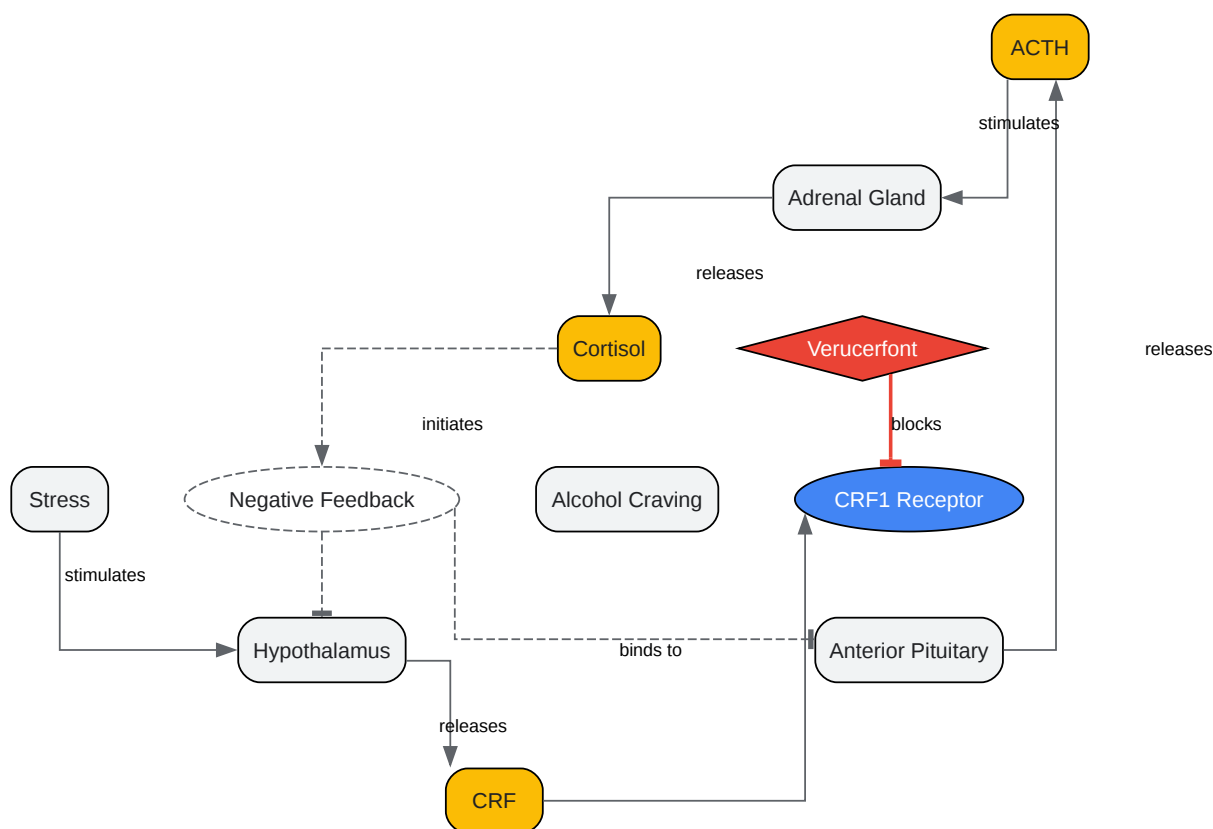 ACTH
stimulates
Adrenal Gland
releases
Cortisol
Verucerfont
releases
initiates
blocks
Stress
Negative Feedback
Alcohol Craving
CRF1 Receptor
stimulates
Hypothalamus
binds to
Anterior Pituitary
releases
CRF